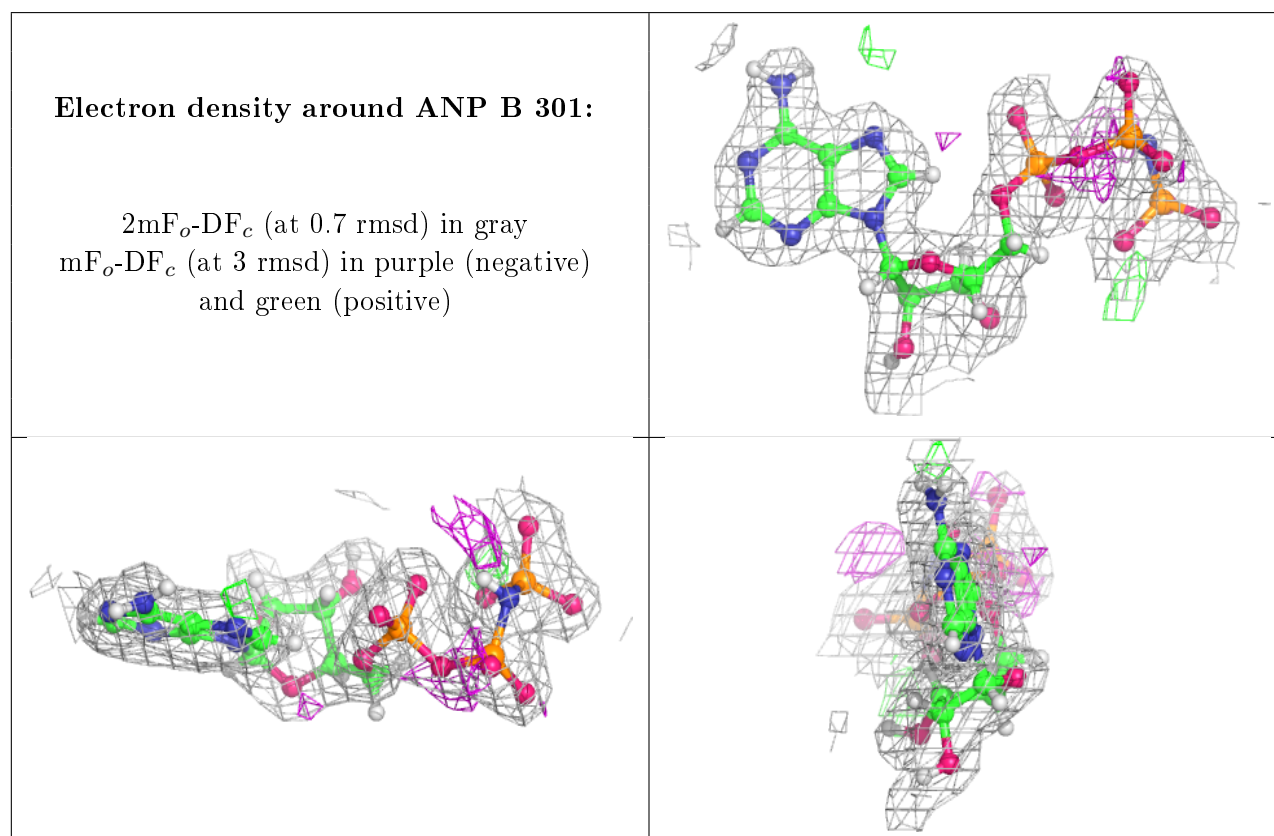 Electron density around ANP B 301:
2mFo-DFc (at 0.7 rmsd) in gray
mFo-DFc (at 3 rmsd) in purple (negative)
and green (positive)